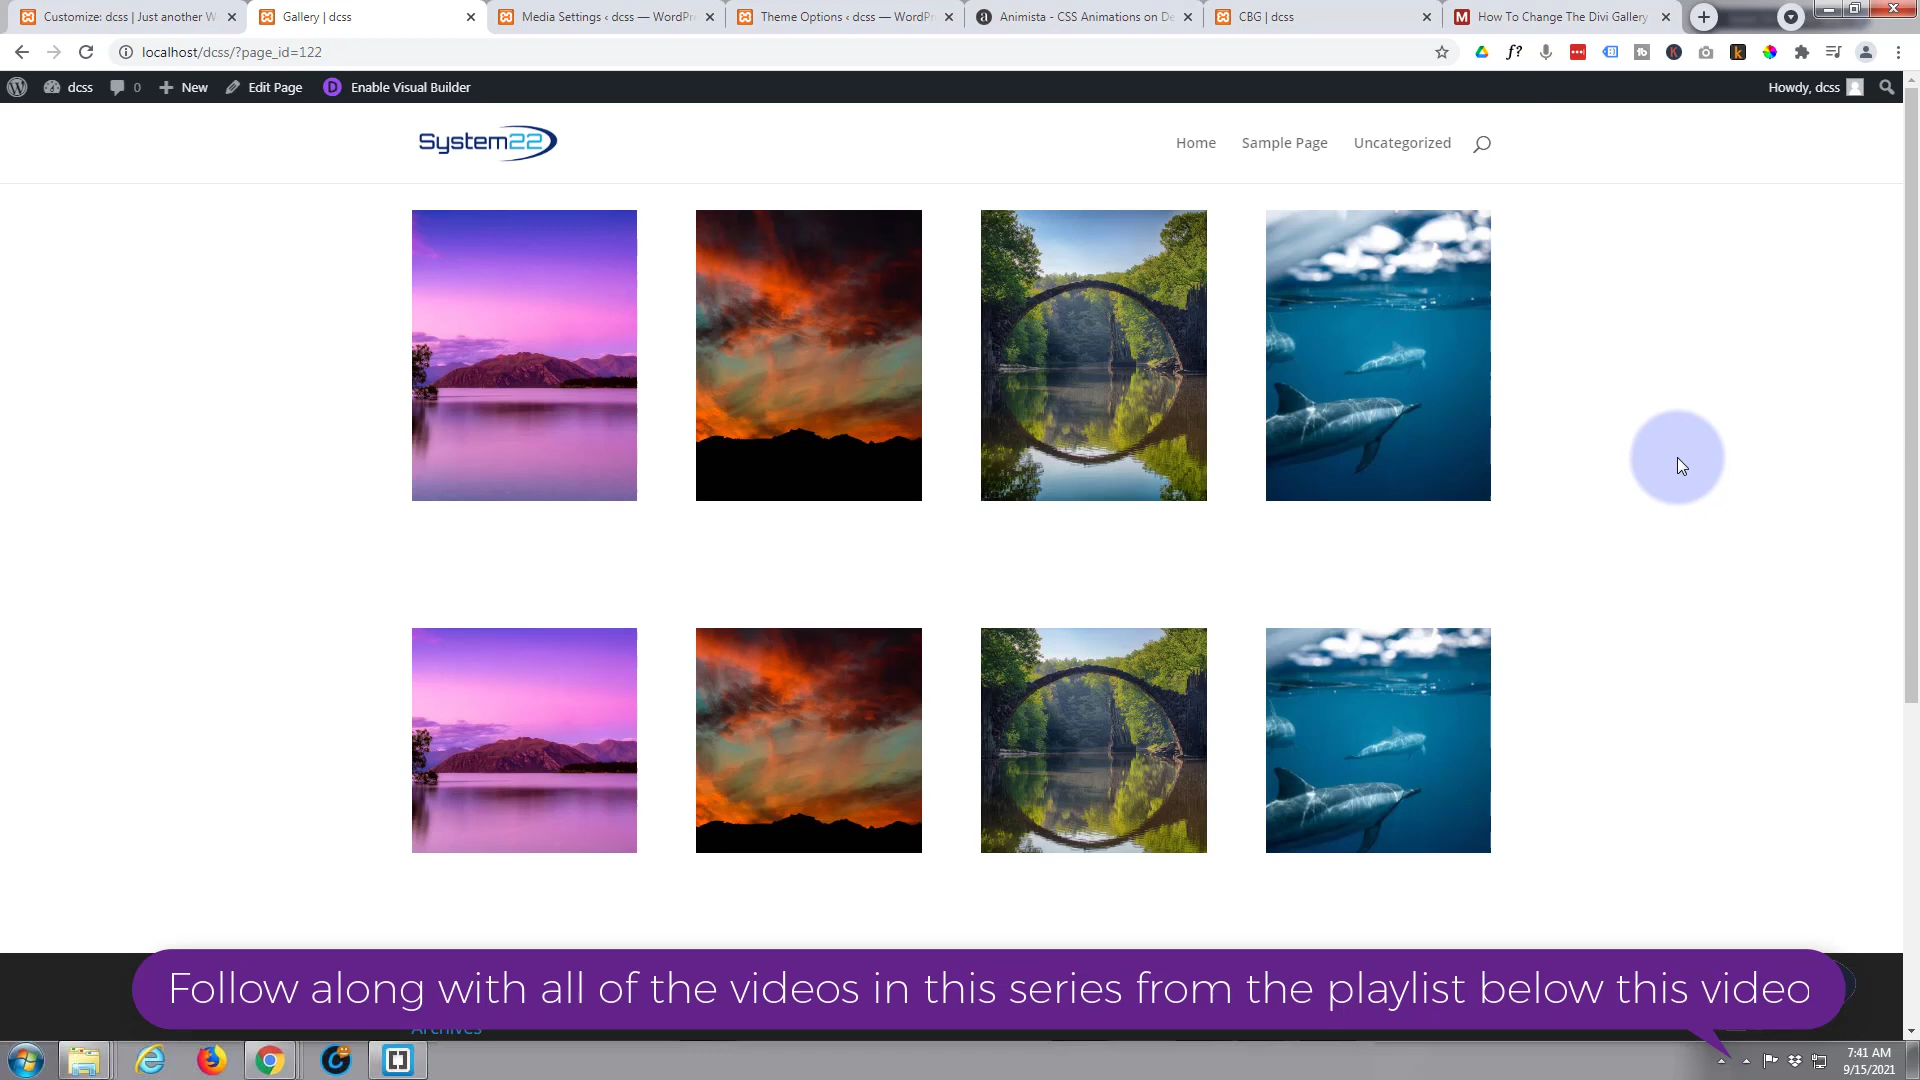 Customize: dcss | Just another W
Gallery | dcss
Media Settings ‹ dcss — WordPr
Theme Options ‹ dcss — WordPr
Animista - CSS Animations on De
CBG | dcss
How To Change The Divi Gallery
localhost/dcss/?page_id=122
dcss
0
New
Edit Page
Enable Visual Builder
Howdy, dcss
System22
Home
Sample Page
Uncategorized
Follow along with all of the videos in this series from the playlist below this video
Archives
7:41 AM
9/15/2021